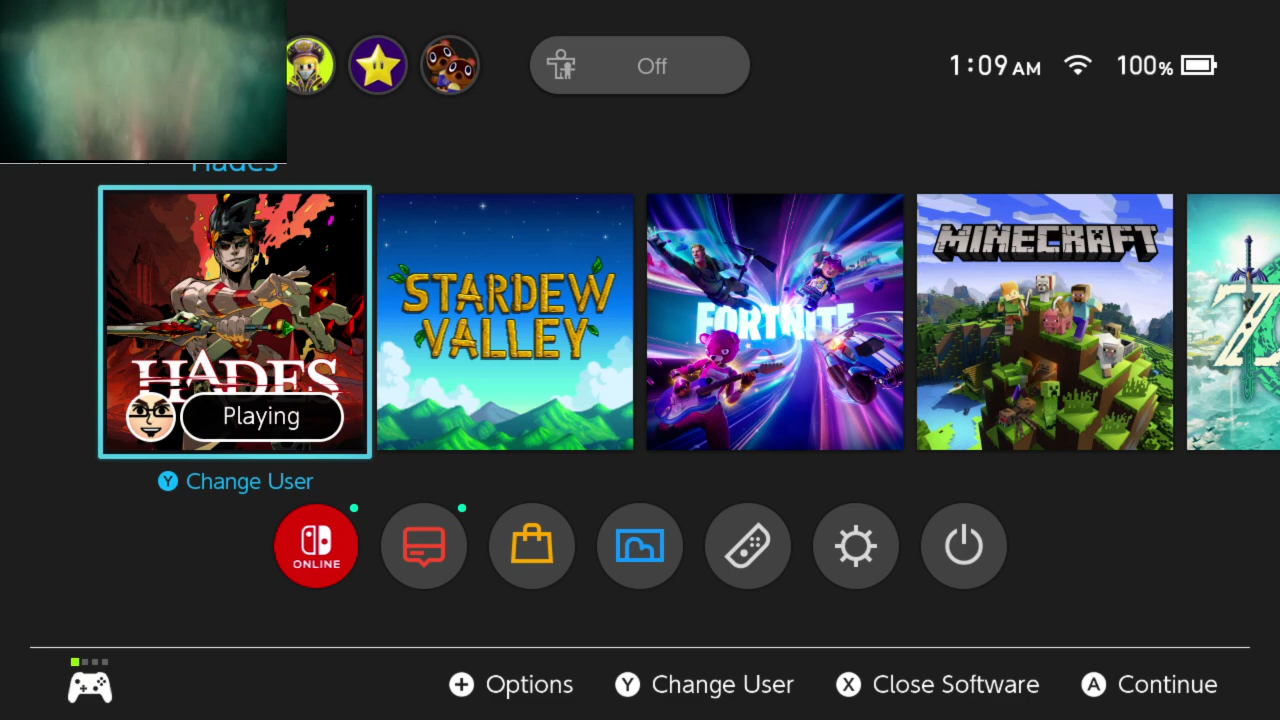 Off
1:09 AM
100%
Hades
HADES
Playing
STARDEW
VALLEY
FORTNITE
MINECRAFT
Z
Y Change User
ONLINE
+ Options
Y Change User
X Close Software
A Continue